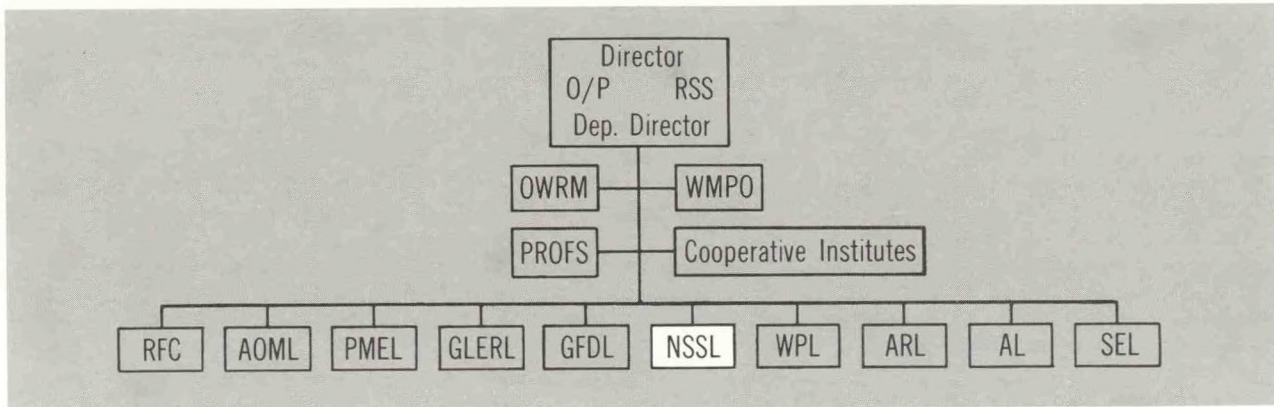 Director
O/P RSS
Dep. Director
OWRM WMPO
PROFS Cooperative Institutes
RFC AOML PMEL GLERL GFDL NSSL WPL ARL AL SEL